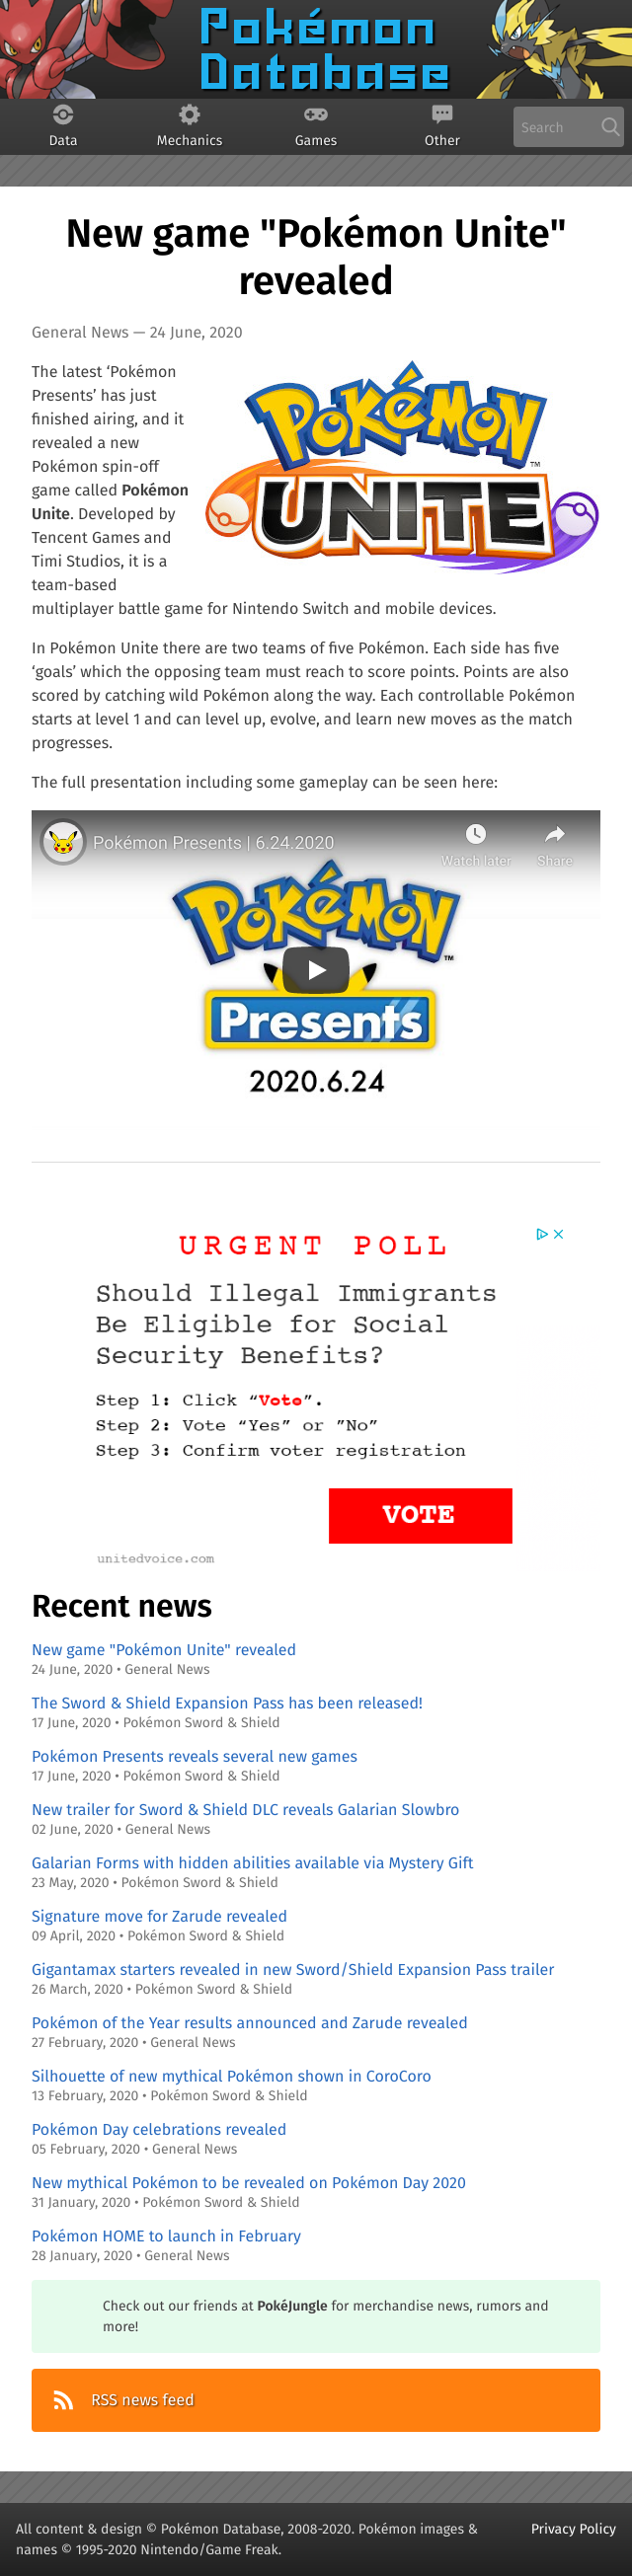 Pokémon
Database
Data
Mechanics
Games
Other
Search
New game "Pokémon Unite"
revealed
General News — 24 June, 2020
The latest ‘Pokémon
Presents’ has just
finished airing, and it
revealed a new
Pokémon spin-off
game called Pokémon
Unite. Developed by
Tencent Games and
Timi Studios, it is a
team-based
multiplayer battle game for Nintendo Switch and mobile devices.
POKÉMON
UNITE
TM
In Pokémon Unite there are two teams of five Pokémon. Each side has five
‘goals’ which the opposing team must reach to score points. Points are also
scored by catching wild Pokémon along the way. Each controllable Pokémon
starts at level 1 and can level up, evolve, and learn new moves as the match
progresses.
The full presentation including some gameplay can be seen here:
Pokémon Presents | 6.24.2020
Watch later
Share
POKÉMON
TM
Presents
2020.6.24
URGENT POLL
Should Illegal Immigrants
Be Eligible for Social
Security Benefits?
Step 1: Click “Vote”.
Step 2: Vote “Yes” or ”No”
Step 3: Confirm voter registration
VOTE
unitedvoice.com
Recent news
New game "Pokémon Unite" revealed
24 June, 2020 • General News
The Sword & Shield Expansion Pass has been released!
17 June, 2020 • Pokémon Sword & Shield
Pokémon Presents reveals several new games
17 June, 2020 • Pokémon Sword & Shield
New trailer for Sword & Shield DLC reveals Galarian Slowbro
02 June, 2020 • General News
Galarian Forms with hidden abilities available via Mystery Gift
23 May, 2020 • Pokémon Sword & Shield
Signature move for Zarude revealed
09 April, 2020 • Pokémon Sword & Shield
Gigantamax starters revealed in new Sword/Shield Expansion Pass trailer
26 March, 2020 • Pokémon Sword & Shield
Pokémon of the Year results announced and Zarude revealed
27 February, 2020 • General News
Silhouette of new mythical Pokémon shown in CoroCoro
13 February, 2020 • Pokémon Sword & Shield
Pokémon Day celebrations revealed
05 February, 2020 • General News
New mythical Pokémon to be revealed on Pokémon Day 2020
31 January, 2020 • Pokémon Sword & Shield
Pokémon HOME to launch in February
28 January, 2020 • General News
Check out our friends at PokéJungle for merchandise news, rumors and
more!
RSS news feed
All content & design © Pokémon Database, 2008-2020. Pokémon images &
names © 1995-2020 Nintendo/Game Freak.
Privacy Policy